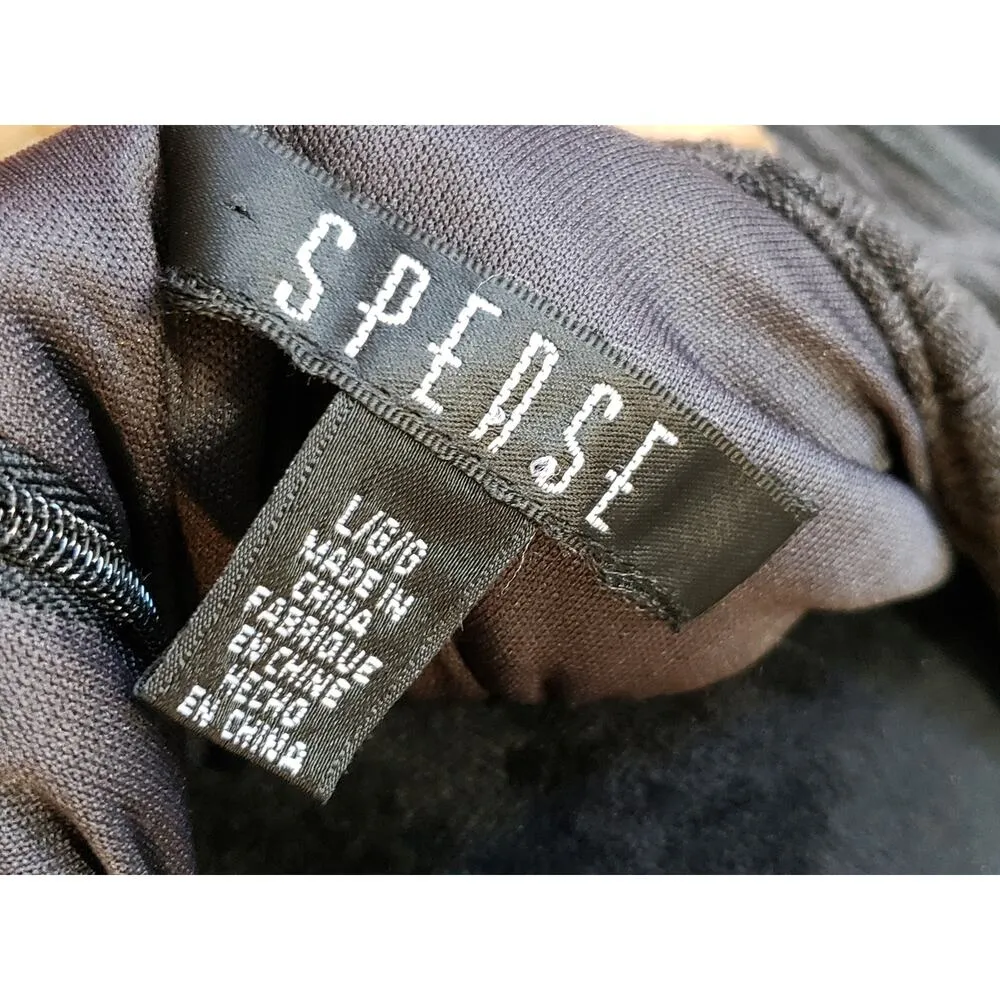 SPENSE
L/G/G
MADE IN
CHINA
FABRIQUE
EN CHINE
HECHO
EN CHINA